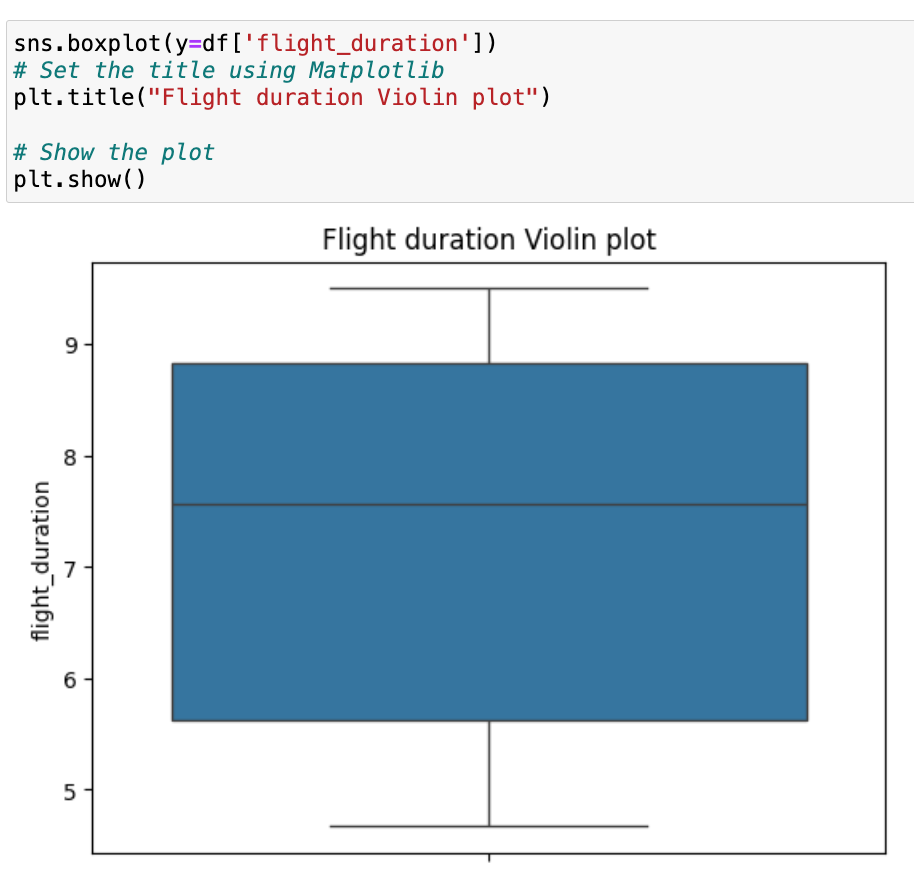 sns.boxplot(y=df['flight_duration'])
# Set the title using Matplotlib
plt.title("Flight duration Violin plot")
# Show the plot
plt.show()
Flight duration Violin plot
9
8
7
6
5
flight_duration